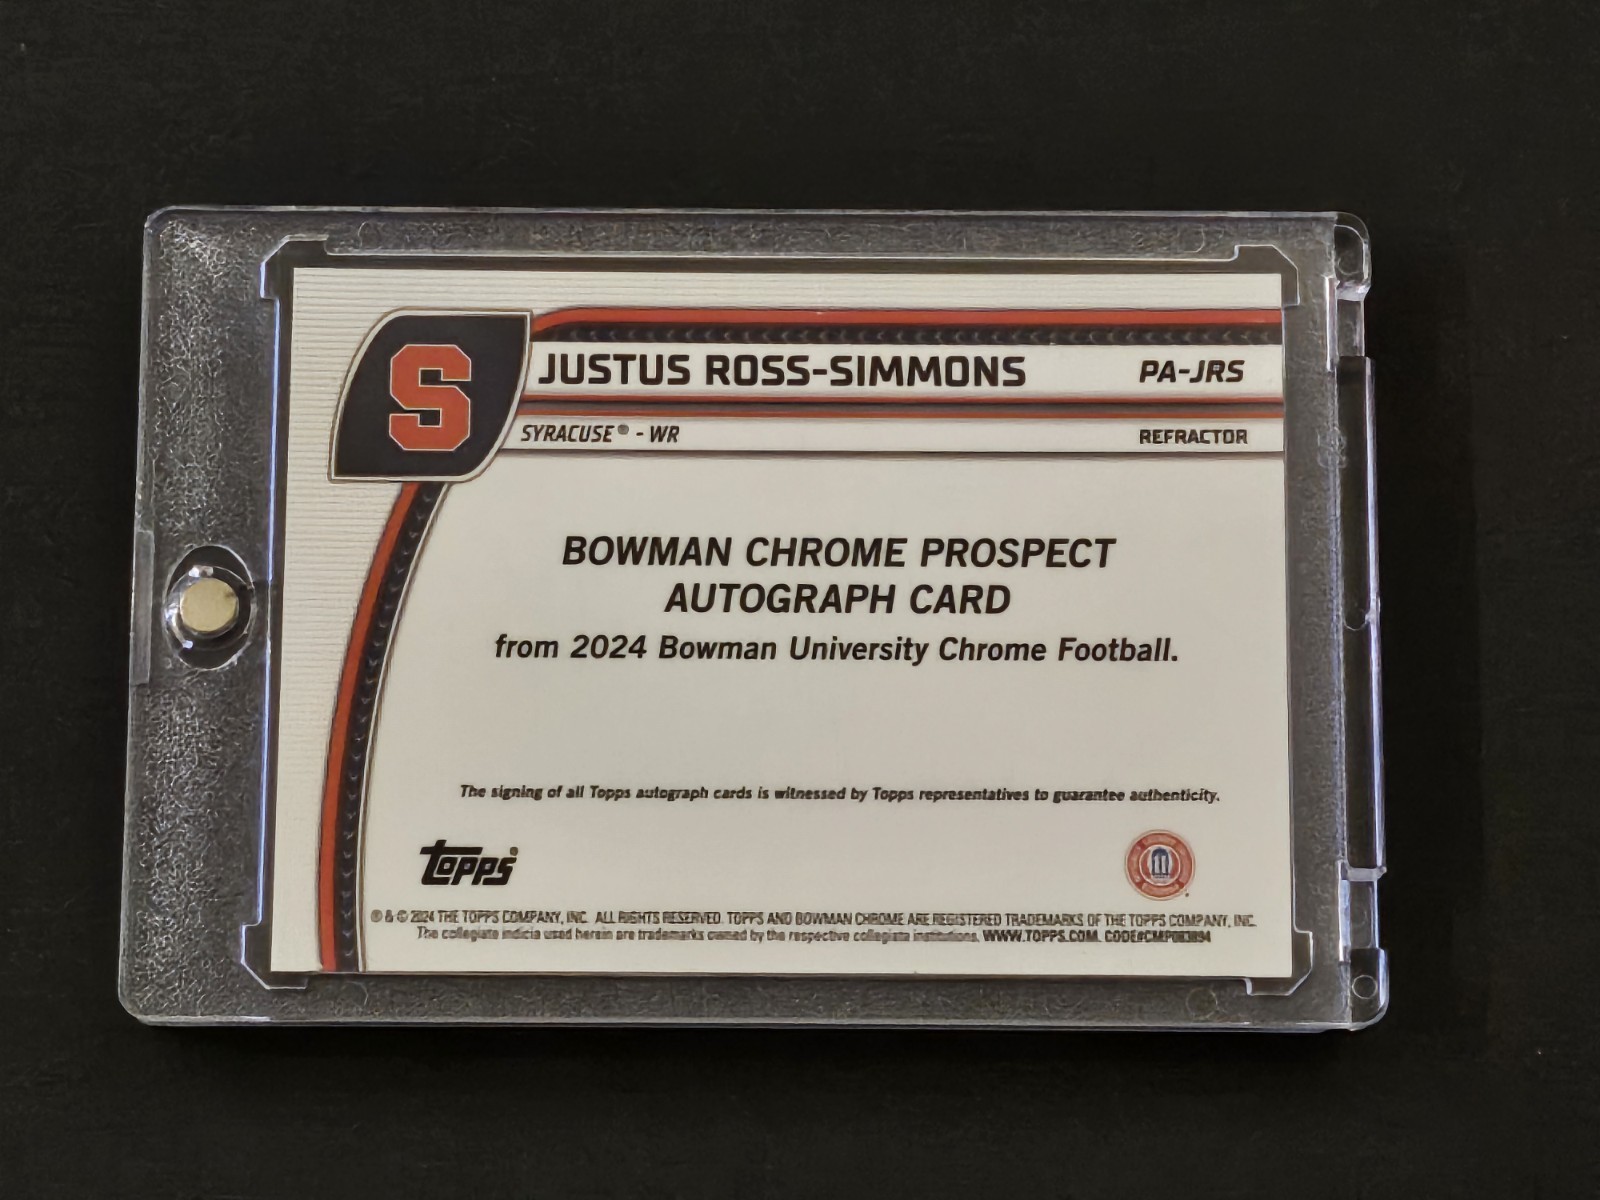 S
JUSTUS ROSS-SIMMONS PA-JRS
SYRACUSE® - WR REFRACTOR
BOWMAN CHROME PROSPECT
AUTOGRAPH CARD
from 2024 Bowman University Chrome Football.
The signing of all Topps autograph cards is witnessed by Topps representatives to guarantee authenticity.
Topps®
® & © 2024 THE TOPPS COMPANY, INC. ALL RIGHTS RESERVED. TOPPS AND BOWMAN CHROME ARE REGISTERED TRADEMARKS OF THE TOPPS COMPANY, INC.
The collegiate indicia used herein are trademarks owned by the respective collegiate institutions. WWW.TOPPS.COM.